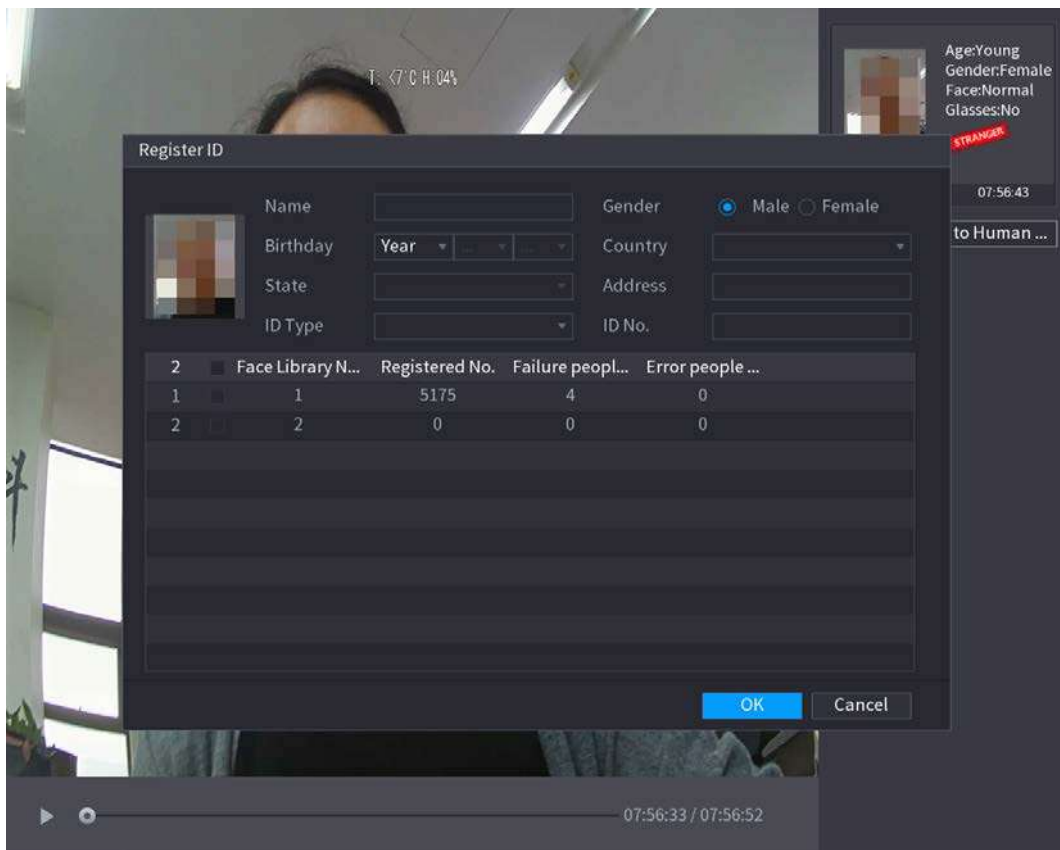 T: <7°C H:04%
Age:Young
Gender:Female
Face:Normal
Glasses:No
STRANGER
07:56:43
to Human ...
Register ID
Name
Gender Male Female
Birthday Year ... ...
Country
State
Address
ID Type
ID No.
2 Face Library N... Registered No. Failure peopl... Error people ...
1 1 5175 4 0
2 2 0 0 0
OK Cancel
07:56:33 / 07:56:52